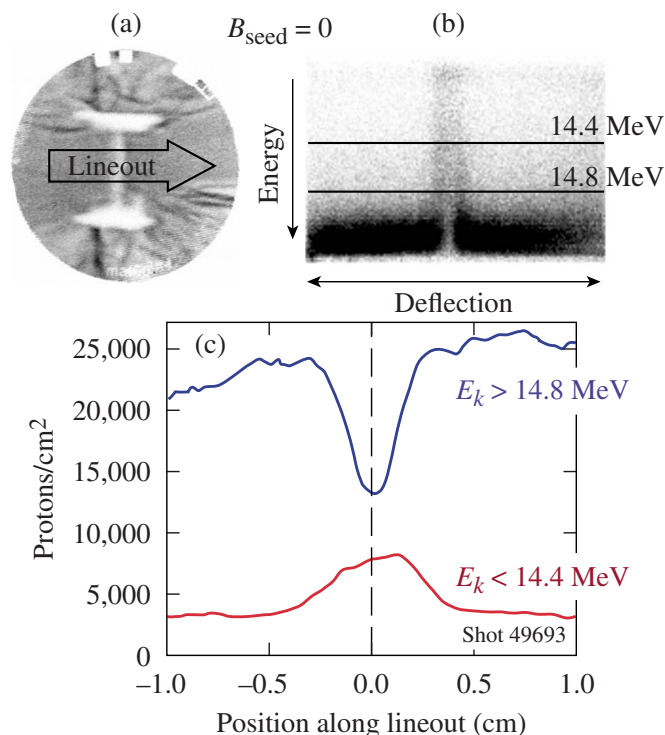 (a)
B_seed = 0
(b)
Lineout
Energy
14.4 MeV
14.8 MeV
Deflection
(c)
Protons/cm²
25,000
20,000
15,000
10,000
5,000
0
E_k > 14.8 MeV
E_k < 14.4 MeV
Shot 49693
–1.0
–0.5
0.0
0.5
1.0
Position along lineout (cm)